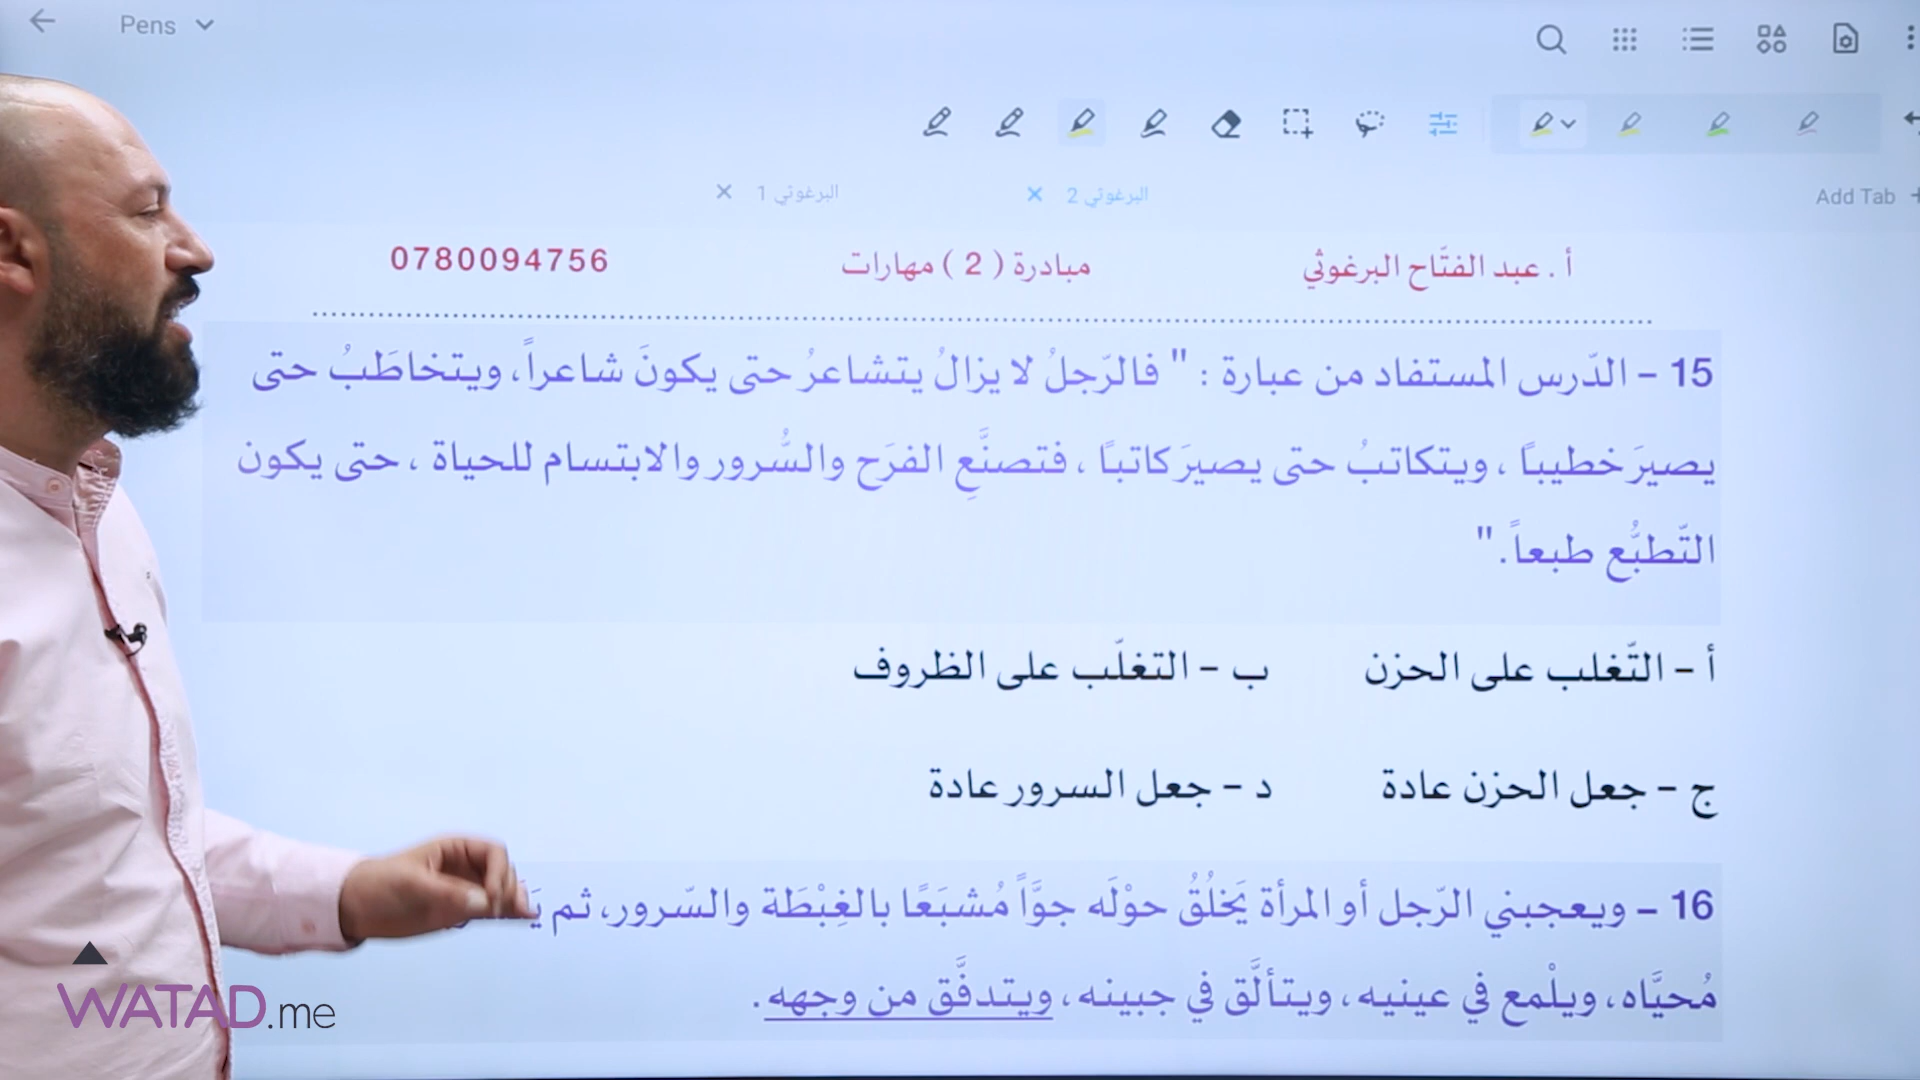 Pens
البرغوثي 1
البرغوثي 2
Add Tab
أ . عبد الفتّاح البرغوثي
مبادرة ( 2 ) مهارات
0780094756
15 – الدّرس المستفاد من عبارة : " فالرّجلُ لا يزالُ يتشاعرُ حتى يكونَ شاعراً، ويتخاطَبُ حتى
يصيرَ خطيباً ، ويتكاتبُ حتى يصيرَ كاتبًا ، فتصنَّعِ الفرَح والسُّرور والابتسام للحياة ، حتى يكون
التّطبُّع طبعاً."
أ – التّغلب على الحزن
ب – التغلّب على الظروف
ج – جعل الحزن عادة
د – جعل السرور عادة
16 – ويعجبني الرّجل أو المرأة يَخلُقُ حوْلَه جوَّاً مُشبَعًا بالغِبْطَة والسّرور، ثم
مُحيَّاه، ويلْمع في عينيه، ويتألَّق في جبينه، ويتدفَّق من وجهه.
WATAD.me